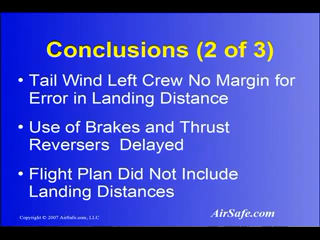 Conclusions (2 of 3)
• Tail Wind Left Crew No Margin for
Error in Landing Distance
• Use of Brakes and Thrust
Reversers Delayed
• Flight Plan Did Not Include
Landing Distances
Copyright © 2007 AirSafe.com, LLC
AirSafe.com